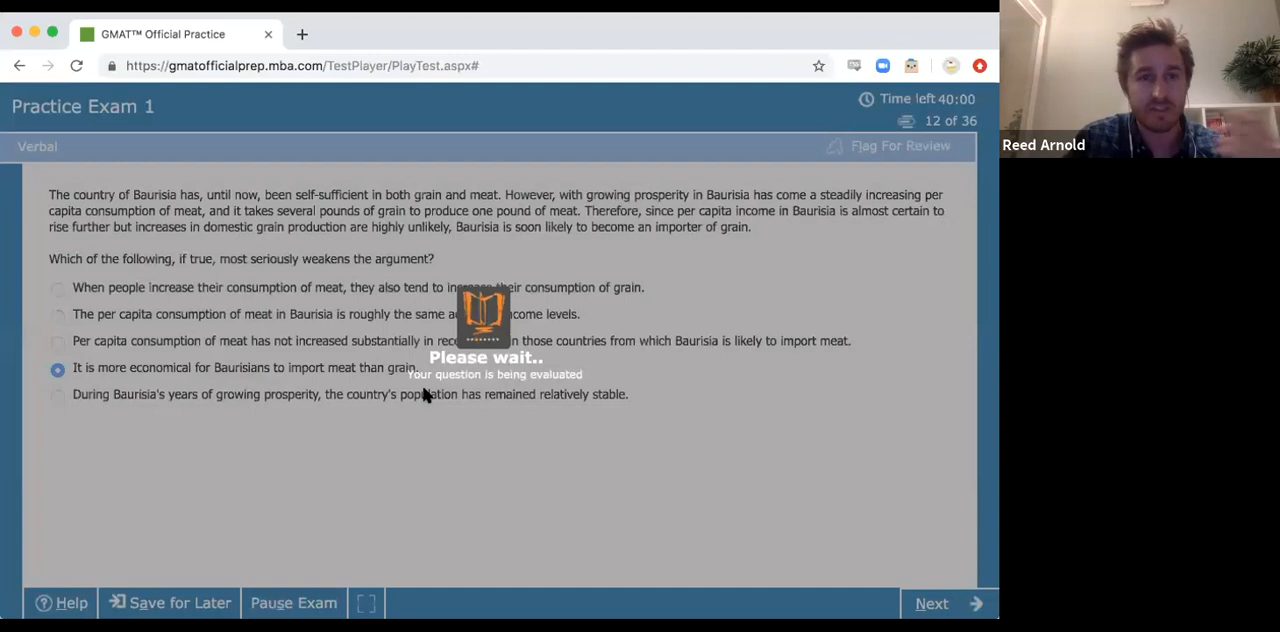 GMAT™ Official Practice
https://gmatofficialprep.mba.com/TestPlayer/PlayTest.aspx#
Practice Exam 1
Time left 40:00
12 of 36
Verbal
Flag For Review
The country of Baurisia has, until now, been self-sufficient in both grain and meat. However, with growing prosperity in Baurisia has come a steadily increasing per
capita consumption of meat, and it takes several pounds of grain to produce one pound of meat. Therefore, since per capita income in Baurisia is almost certain to
rise further but increases in domestic grain production are highly unlikely, Baurisia is soon likely to become an importer of grain.
Which of the following, if true, most seriously weakens the argument?
When people increase their consumption of meat, they also tend to their consumption of grain.
The per capita consumption of meat in Baurisia is roughly the same levels.
Per capita consumption of meat has not increased substantially in those countries from which Baurisia is likely to import meat.
It is more economical for Baurisians to import meat than grain.
During Baurisia's years of growing prosperity, the country's population has remained relatively stable.
Please wait..
Your question is being evaluated
Help
Save for Later
Pause Exam
Next
Reed Arnold